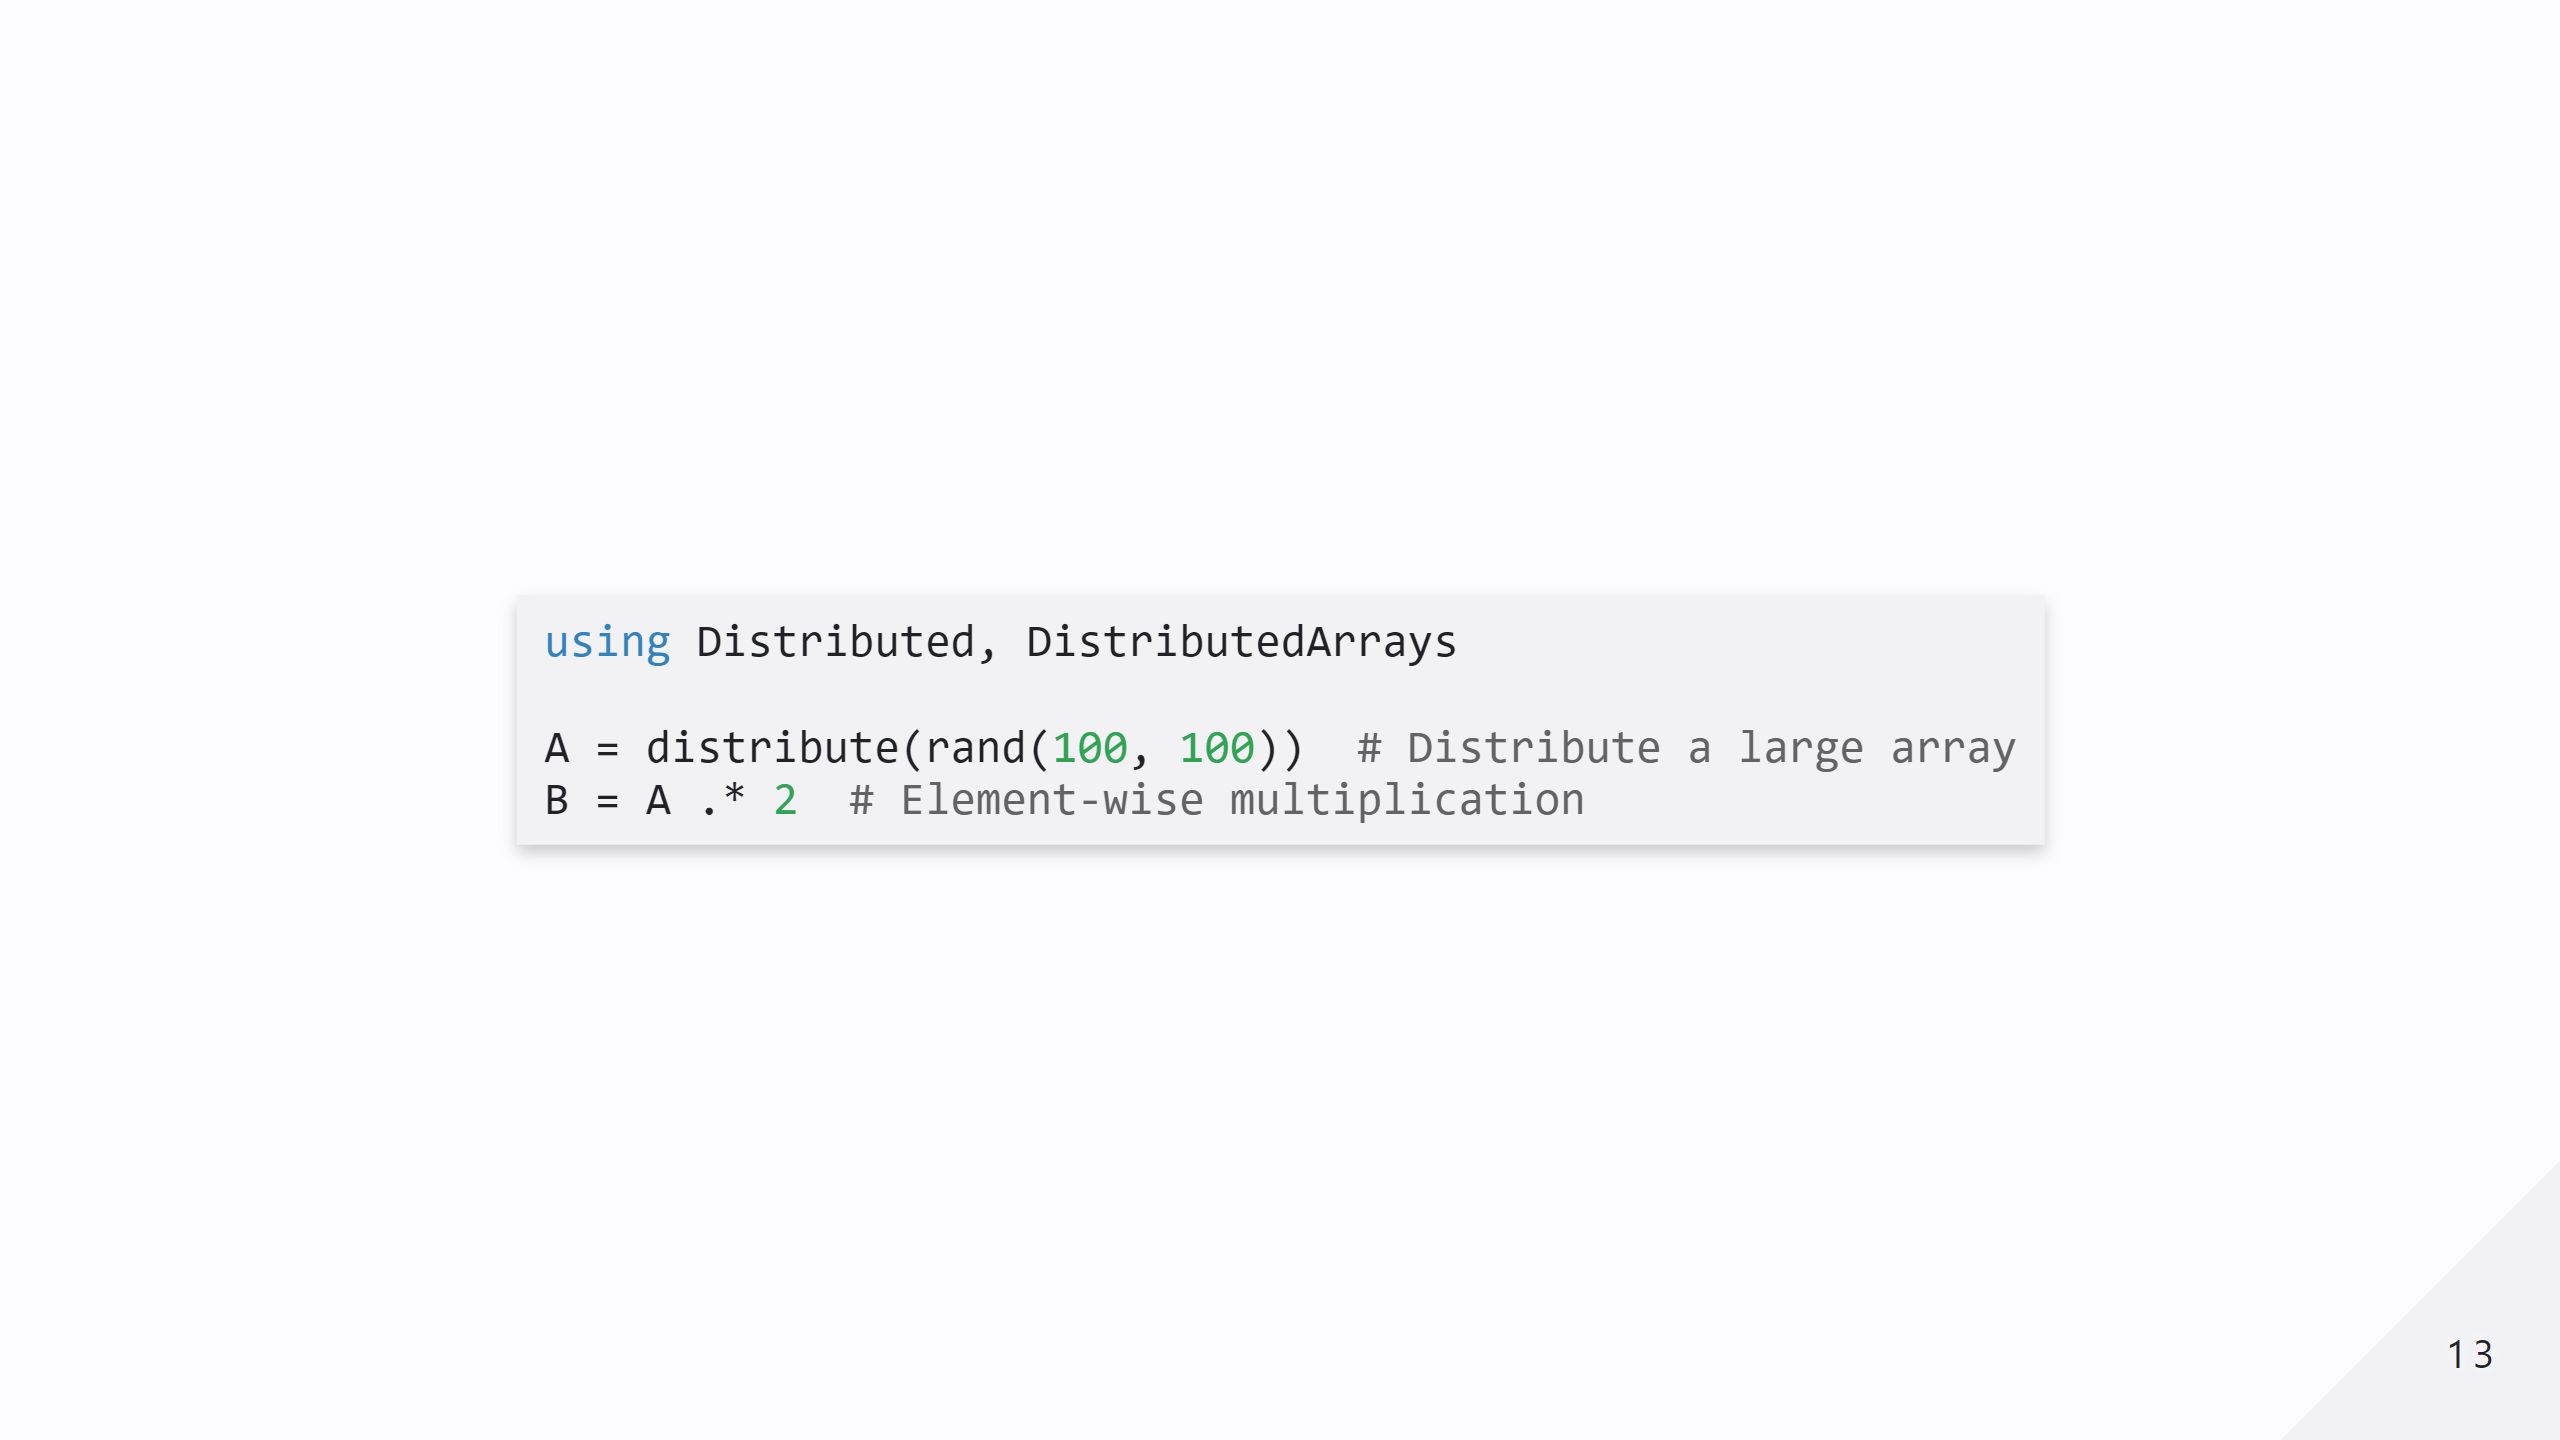 using Distributed, DistributedArrays
A = distribute(rand(100, 100))  # Distribute a large array
B = A .* 2  # Element-wise multiplication
13